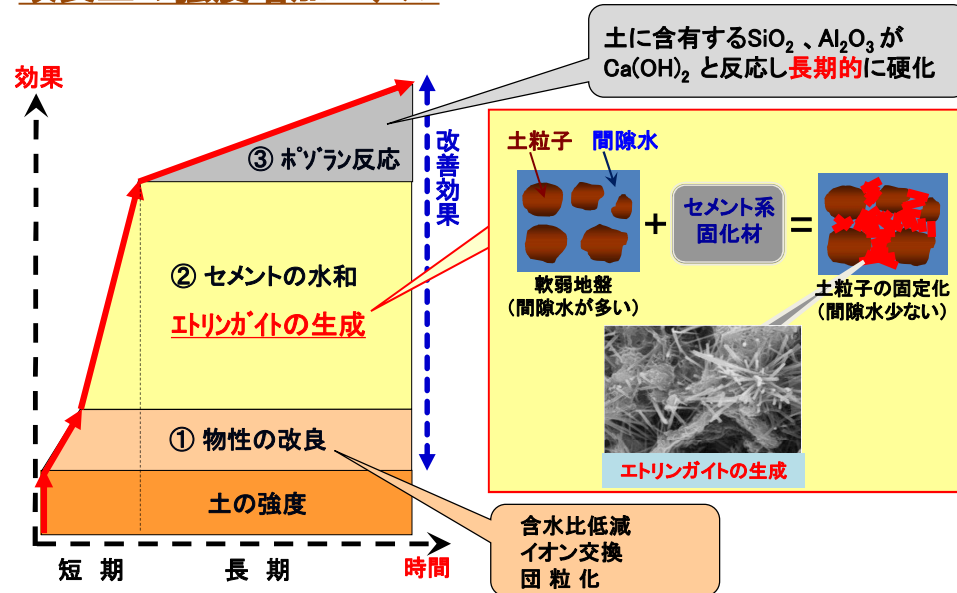 土に含有するSiO₂ 、Al₂O₃ が
Ca(OH)₂ と反応し長期的に硬化
効果
③ ﾎﾟｿﾞﾗﾝ反応
改善効果
土粒子
間隙水
セメント系
固化材
+
=
② セメントの水和
エトリンガイトの生成
軟弱地盤
(間隙水が多い)
土粒子の固定化
(間隙水少ない)
① 物性の改良
エトリンガイトの生成
土の強度
含水比低減
イオン交換
団 粒 化
短 期
長 期
時間